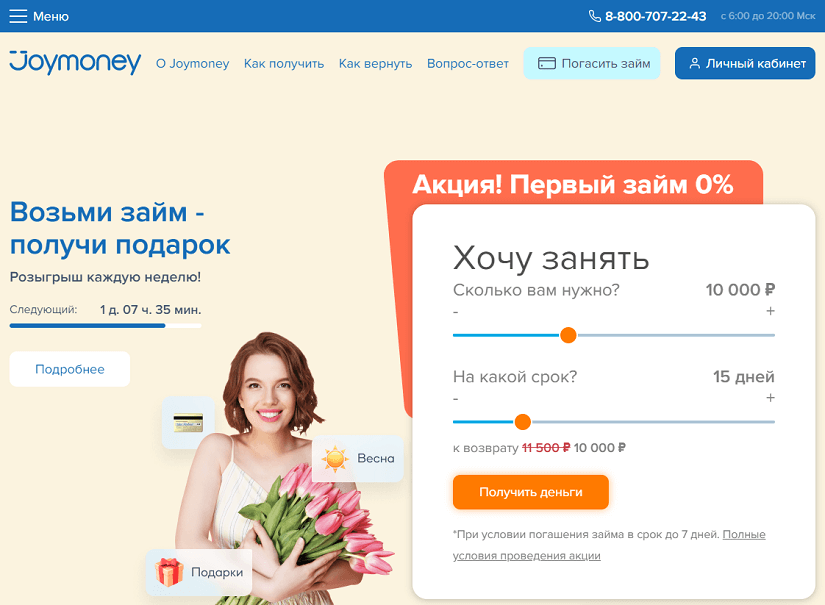 Меню
8-800-707-22-43 с 6:00 до 20:00 Мск
Joymoney О Joymoney Как получить Как вернуть Вопрос-ответ Погасить займ Личный кабинет
Акция! Первый займ 0%
Возьми займ -
получи подарок
Розыгрыш каждую неделю!
Следующий: 1 д. 07 ч. 35 мин.
Подробнее
Весна
Подарки
Хочу занять
Сколько вам нужно? 10 000 ₽
- +
На какой срок? 15 дней
- +
к возврату 11 500 ₽ 10 000 ₽
Получить деньги
*При условии погашения займа в срок до 7 дней. Полные
условия проведения акции